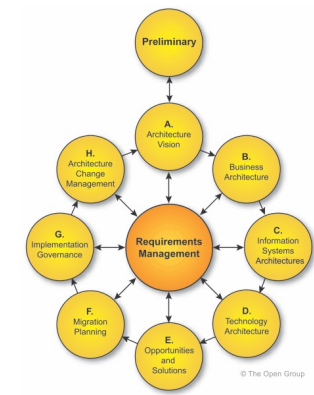 Preliminary
A.
Architecture
Vision
B.
Business
Architecture
C.
Information
Systems
Architectures
D.
Technology
Architecture
E.
Opportunities
and
Solutions
F.
Migration
Planning
G.
Implementation
Governance
H.
Architecture
Change
Management
Requirements
Management
© The Open Group